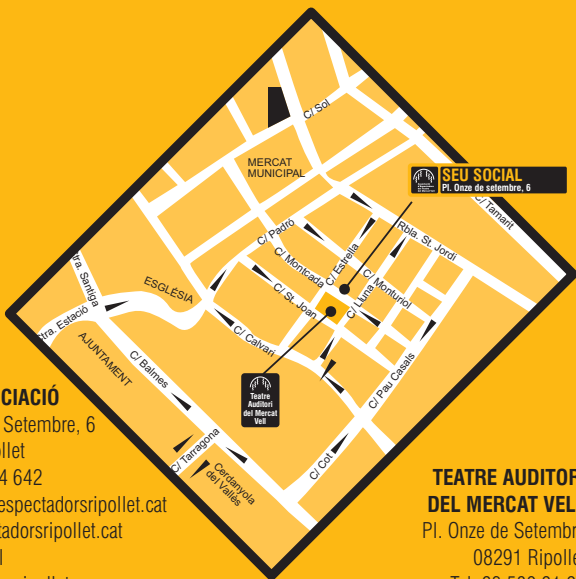 C/ Sol
MERCAT
MUNICIPAL
SEU SOCIAL
Pl. Onze de setembre, 6
C/ Tamarit
Rbla. St. Jordi
C/ Padró
C/ Estrella
C/ Montcada
C/ Monturiol
C/ Lluna
C/ St. Joan
ESGLÉSIA
tra. Santiga
tra. Estació
C/ Calvari
AJUNTAMENT
C/ Balmes
Teatre
Auditori
del Mercat
Vell
C/ Pau Casals
C/ Cot
C/ Tarragona
Cerdanyola
del Vallès
CIACIÓ
Setembre, 6
llet
4 642
espectadorsripollet.cat
tadorsripollet.cat
TEATRE AUDITOR
DEL MERCAT VEL
Pl. Onze de Setembr
08291 Ripolle